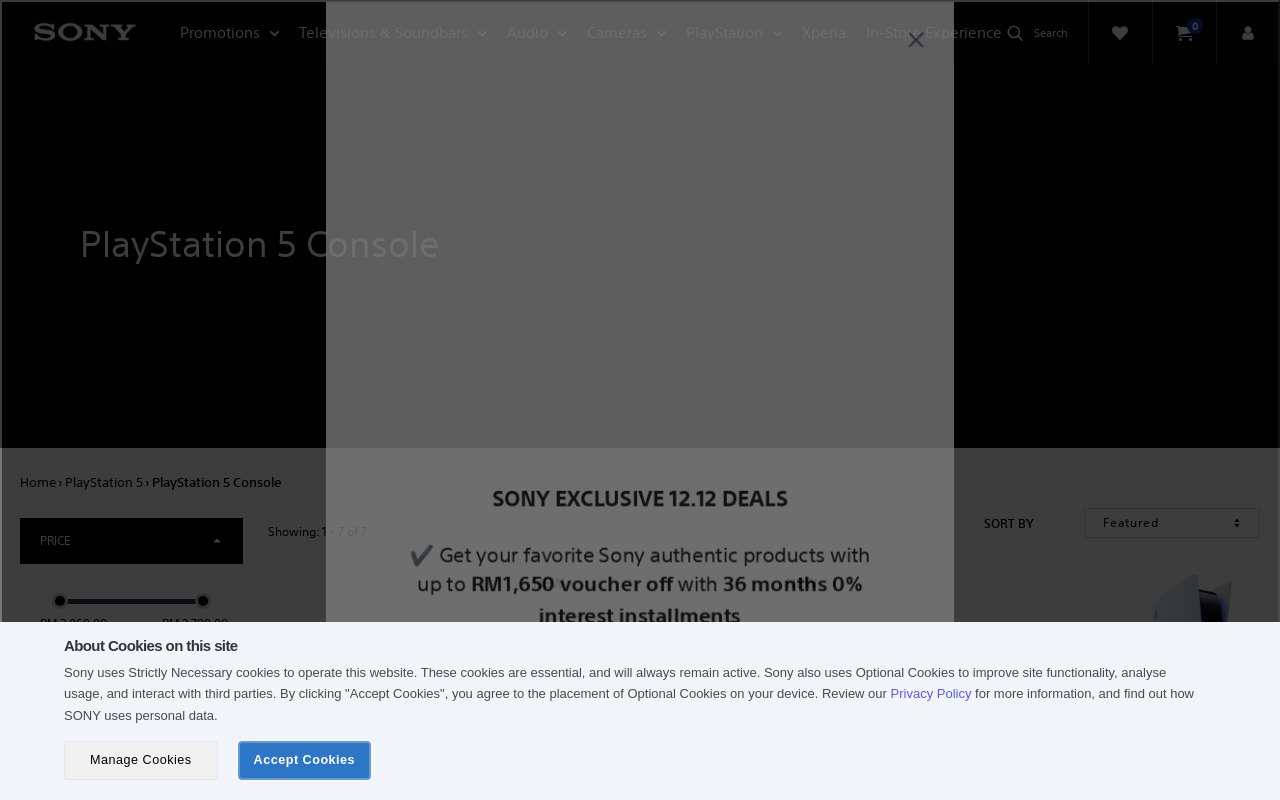 SONY
Promotions
Televisions & Soundbars
Audio
Cameras
PlayStation
Xperia
In-Store Experience
Search
0
PlayStation 5 Console
Home › PlayStation 5 › PlayStation 5 Console
PRICE
Showing: 1 - 7 of 7
SORT BY
Featured
SONY EXCLUSIVE 12.12 DEALS
✔️ Get your favorite Sony authentic products with
up to RM1,650 voucher off with 36 months 0%
interest installments
About Cookies on this site
Sony uses Strictly Necessary cookies to operate this website. These cookies are essential, and will always remain active. Sony also uses Optional Cookies to improve site functionality, analyse
usage, and interact with third parties. By clicking "Accept Cookies", you agree to the placement of Optional Cookies on your device. Review our Privacy Policy for more information, and find out how
SONY uses personal data.
Manage Cookies
Accept Cookies